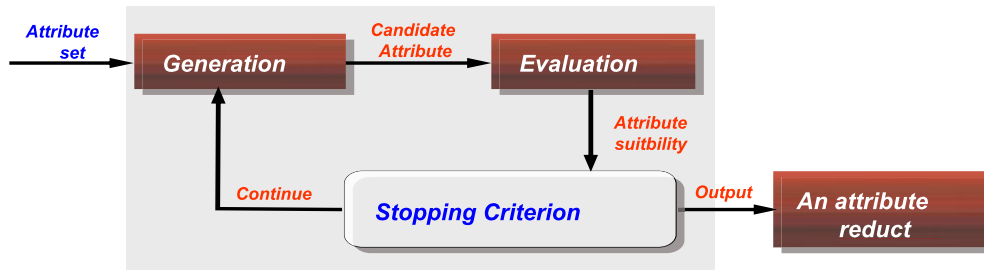 Attribute
set
Generation
Candidate
Attribute
Evaluation
Attribute
suitbility
Continue
Stopping Criterion
Output
An attribute
reduct